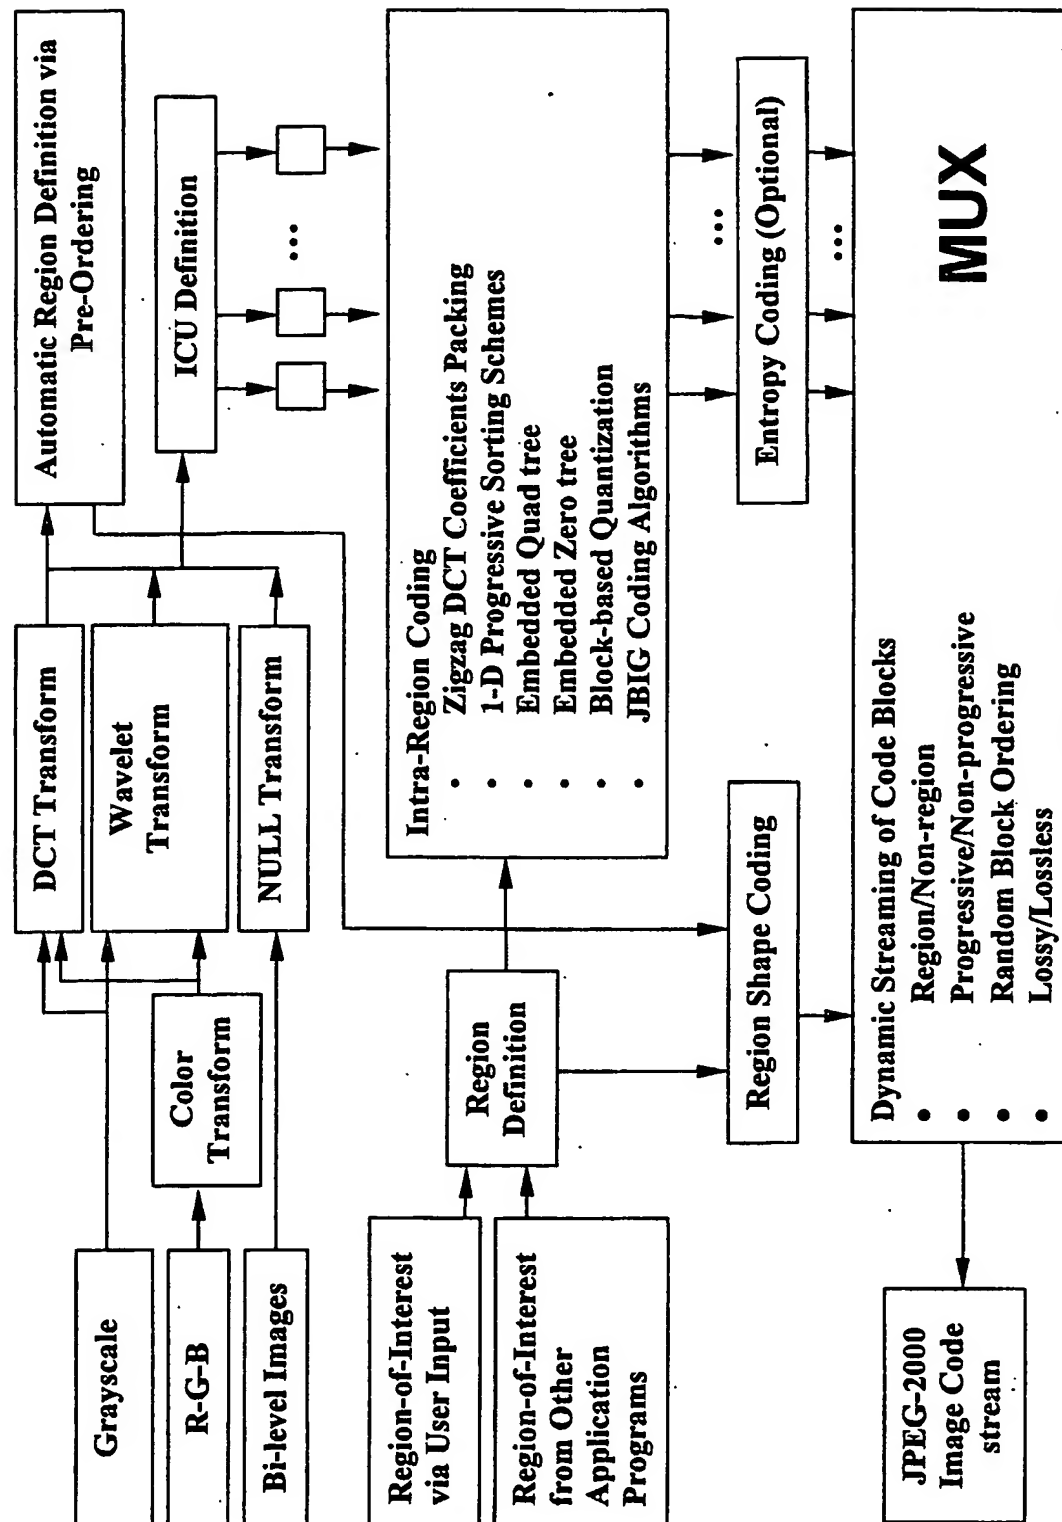 Grayscale
R-G-B
Bi-level Images
Color
Transform
DCT Transform
Wavelet
Transform
NULL Transform
Automatic Region Definition via
Pre-Ordering
ICU Definition
...
Region-of-Interest
via User Input
Region-of-Interest
from Other
Application
Programs
Region
Definition
Intra-Region Coding
• Zigzag DCT Coefficients Packing
• 1-D Progressive Sorting Schemes
• Embedded Quad tree
• Embedded Zero tree
• Block-based Quantization
• JBIG Coding Algorithms
...
Region Shape Coding
Entropy Coding (Optional)
...
Dynamic Streaming of Code Blocks
• Region/Non-region
• Progressive/Non-progressive
• Random Block Ordering
• Lossy/Lossless
MUX
JPEG-2000
Image Code
stream